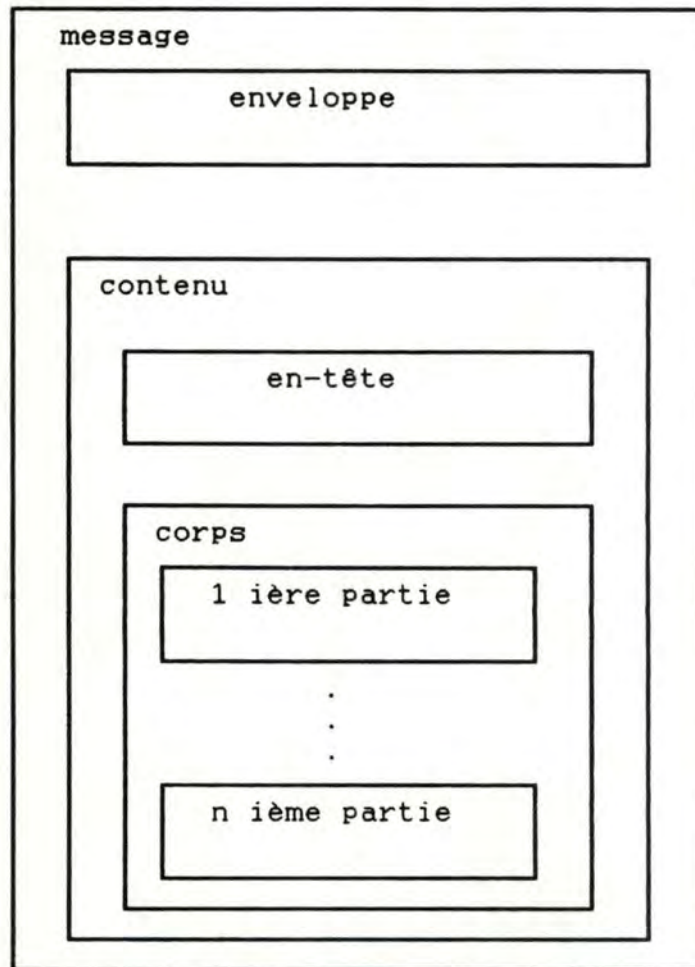 message
enveloppe
contenu
en-tête
corps
1 ière partie
.
.
.
n ième partie